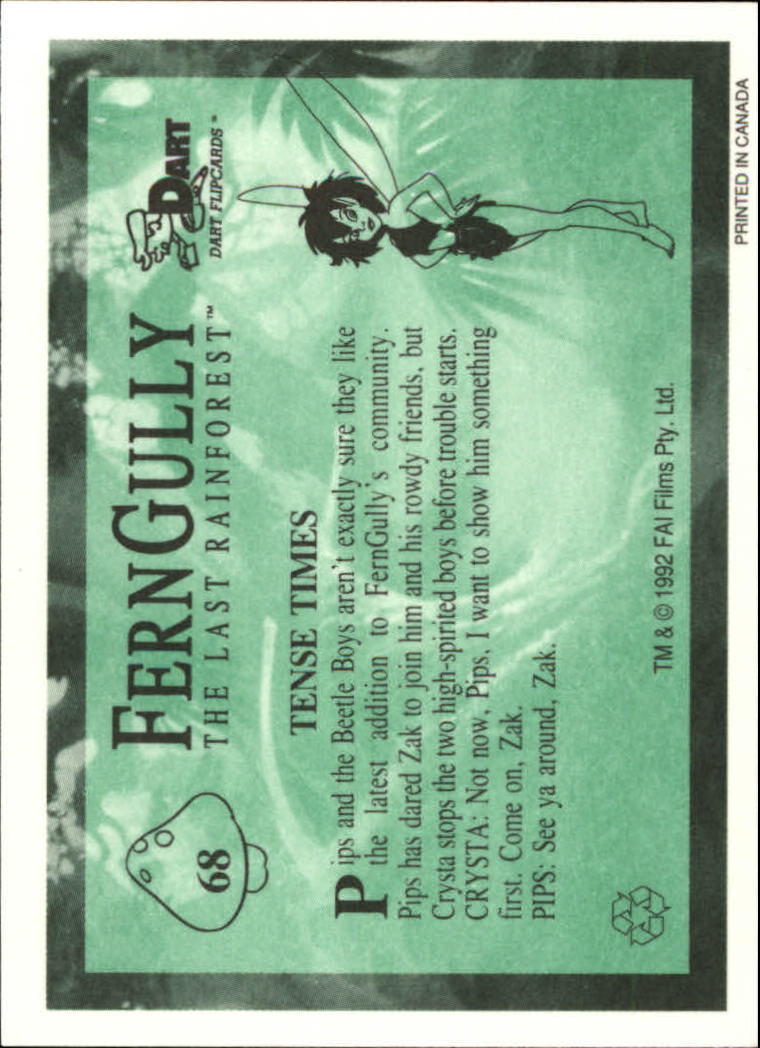 68
FERNGULLY
THE LAST RAINFOREST™
DART
DART FLIPCARDS™
TENSE TIMES
Pips and the Beetle Boys aren't exactly sure they like
the latest addition to FernGully's community.
Pips has dared Zak to join him and his rowdy friends, but
Crysta stops the two high-spirited boys before trouble starts.
CRYSTA: Not now, Pips, I want to show him something
first. Come on, Zak.
PIPS: See ya around, Zak.
TM & © 1992 FAI Films Pty. Ltd.
PRINTED IN CANADA